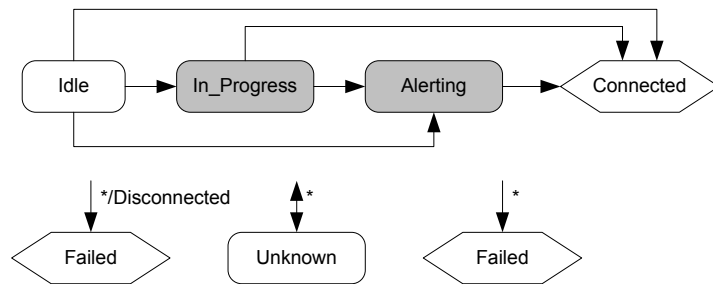 Idle
In_Progress
Alerting
Connected
*/Disconnected
*
*
Failed
Unknown
Failed